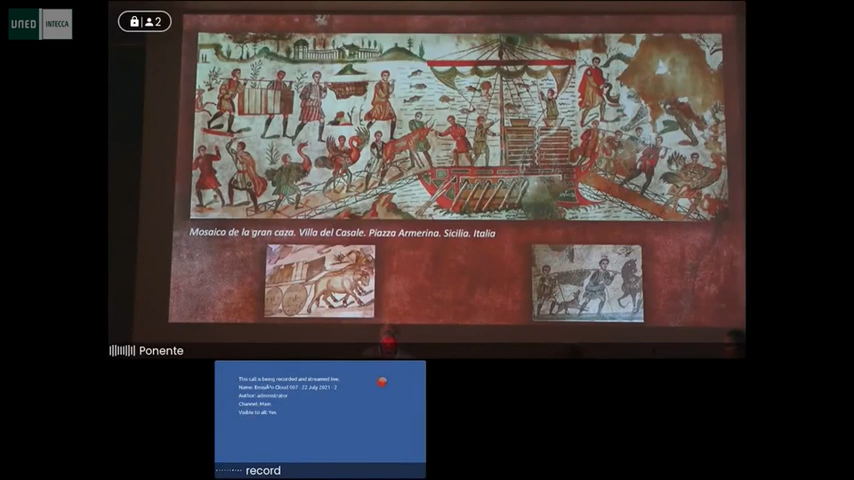 UNED INTECCA
2
Mosaico de la gran caza. Villa del Casale. Piazza Armerina. Sicilia. Italia
Ponente
This call is being recorded and streamed live.
Author: administrator
Channel: Main
Visible to all: Yes
record